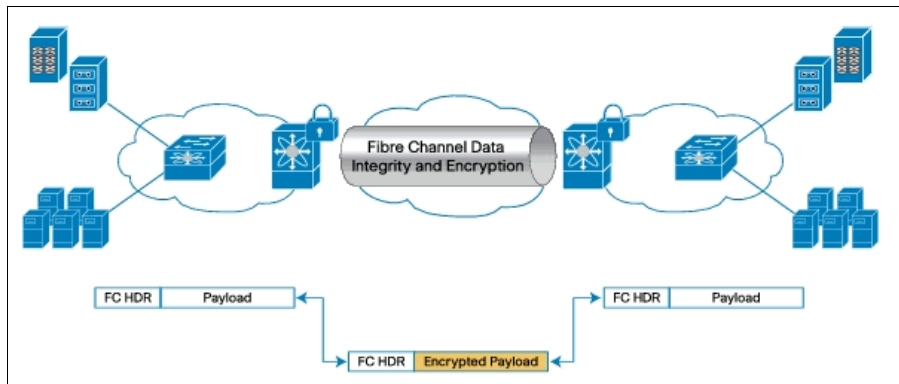 Fibre Channel Data
Integrity and Encryption
FC HDR Payload
FC HDR Payload
FC HDR Encrypted Payload